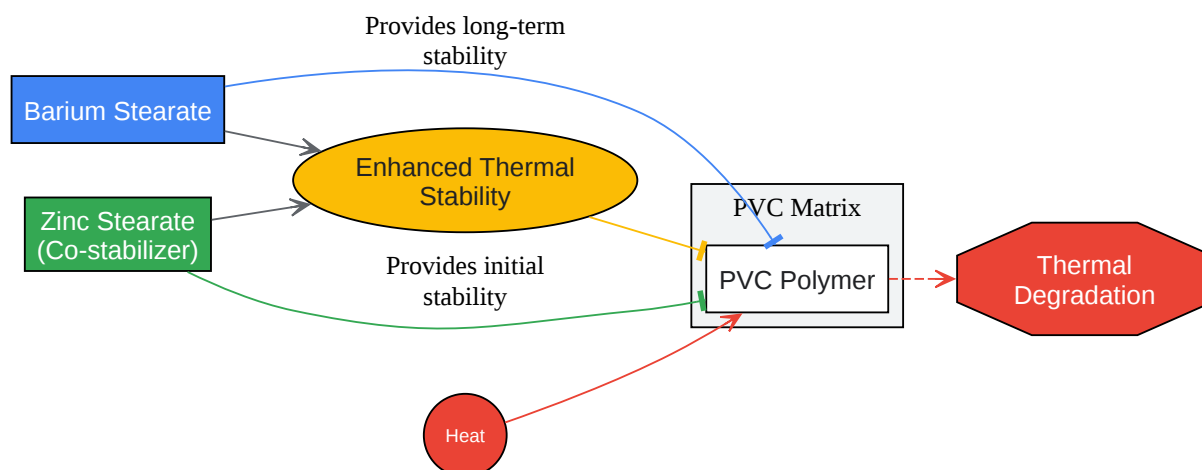 Provides long-term
stability
Barium Stearate
Enhanced Thermal
Stability
Zinc Stearate
(Co-stabilizer)
Provides initial
stability
PVC Matrix
PVC Polymer
Thermal
Degradation
Heat